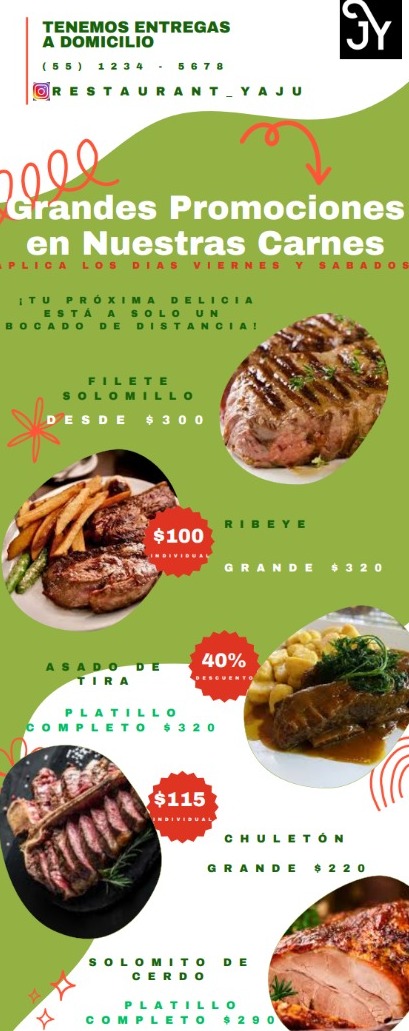 TENEMOS ENTREGAS
A DOMICILIO
(55) 1234 - 5678
RESTAURANT_YAJU
JY
Grandes Promociones
en Nuestras Carnes
APLICA LOS DIAS VIERNES Y SABADOS
¡TU PRÓXIMA DELICIA
ESTÁ A SOLO UN
BOCADO DE DISTANCIA!
FILETE
SOLOMILLO
DESDE $300
$100
INDIVIDUAL
RIBEYE
GRANDE $320
40%
DESCUENTO
ASADO DE
TIRA
PLATILLO
COMPLETO $320
$115
INDIVIDUAL
CHULETÓN
GRANDE $220
SOLOMITO DE
CERDO
PLATILLO
COMPLETO $290